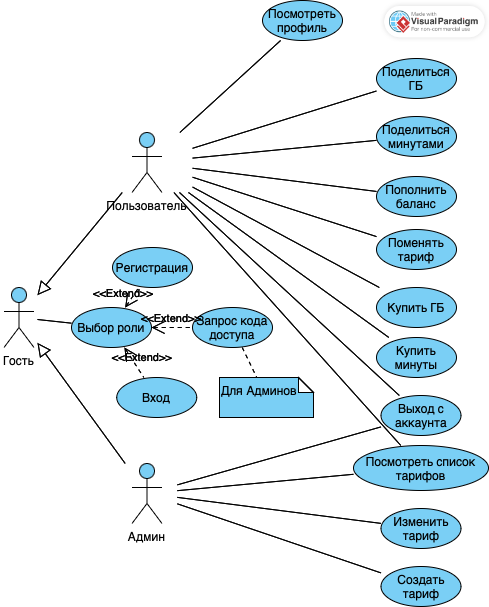 Посмотреть
профиль
Made with
Visual Paradigm
For non-commercial use
Поделиться
ГБ
Поделиться
минутами
Пополнить
баланс
Пользователь
Поменять
тариф
Регистрация
<<Extend>>
Купить ГБ
Выбор роли
<<Extend>>
Запрос кода
доступа
Гость
<<Extend>>
Купить
минуты
Вход
Для Админов
Выход с
аккаунта
Посмотреть список
тарифов
Админ
Изменить
тариф
Создать
тариф